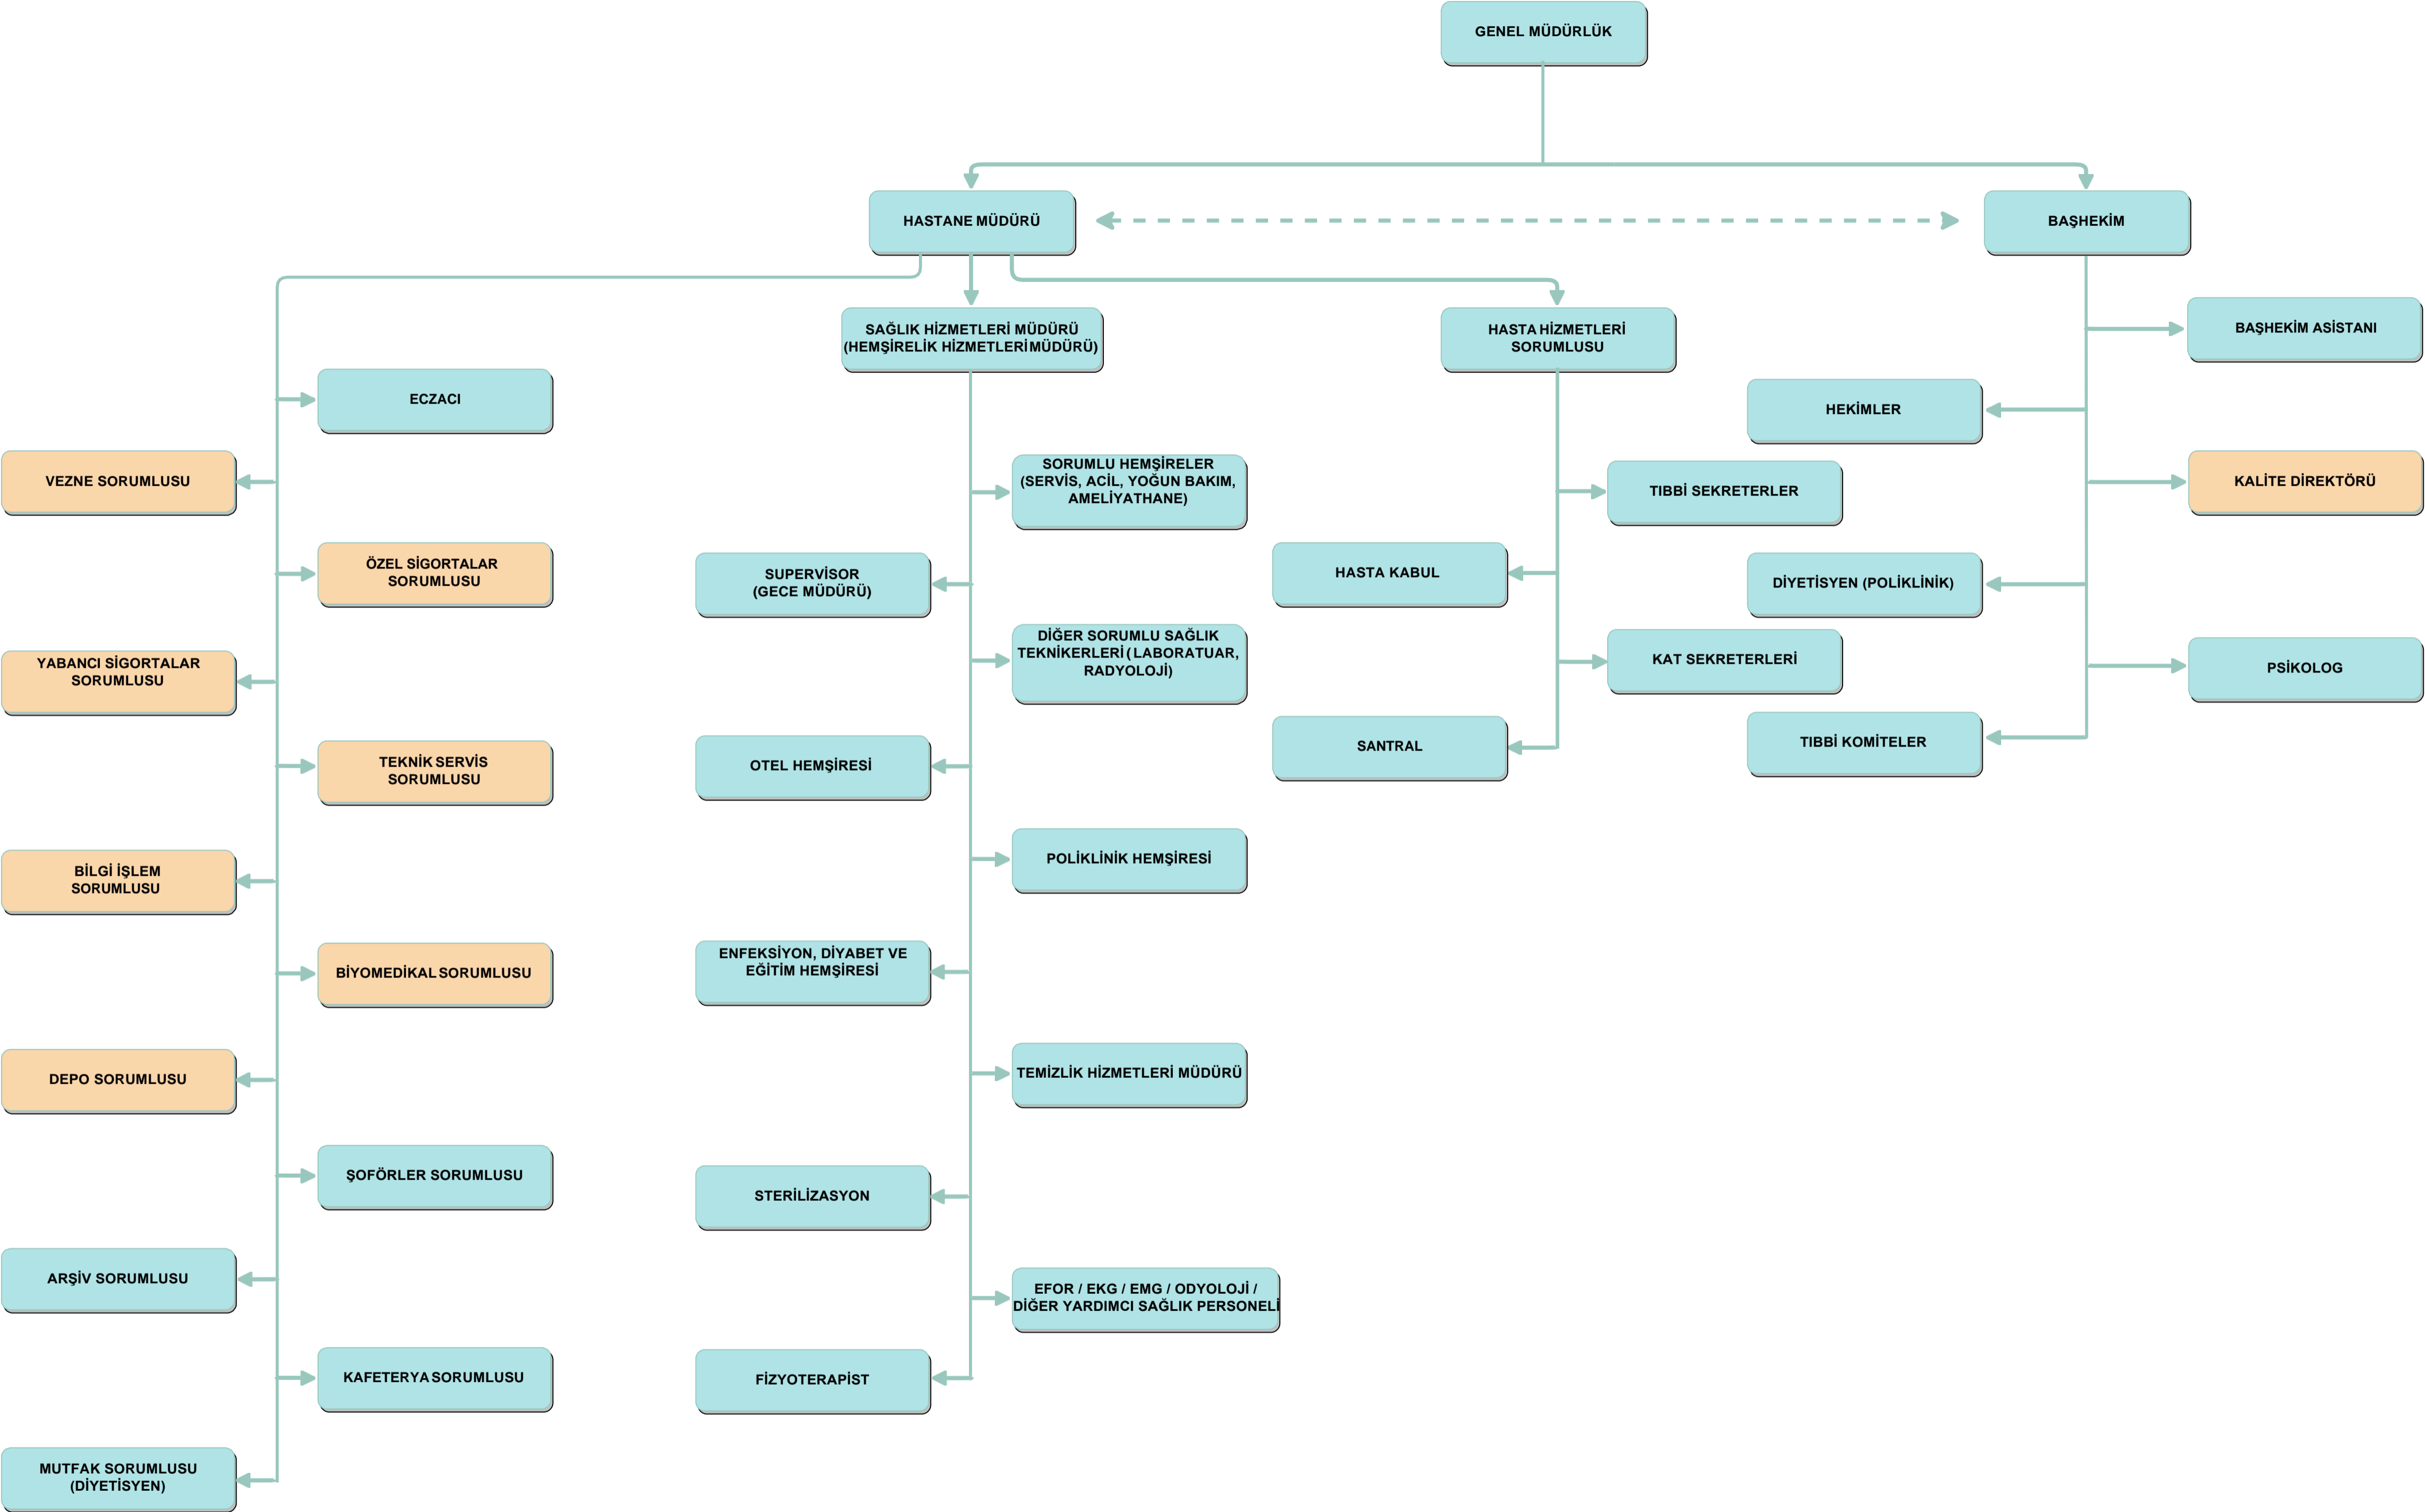 GENEL MÜDÜRLÜK
HASTANE MÜDÜRÜ
BAŞHEKİM
SAĞLIK HİZMETLERİ MÜDÜRÜ
(HEMŞİRELİK HİZMETLERİ MÜDÜRÜ)
HASTA HİZMETLERİ
SORUMLUSU
BAŞHEKİM ASİSTANI
ECZACI
HEKİMLER
VEZNE SORUMLUSU
SORUMLU HEMŞİRELER
(SERVİS, ACİL, YOĞUN BAKIM,
AMELİYATHANE)
TIBBİ SEKRETERLER
KALİTE DİREKTÖRÜ
ÖZEL SİGORTALAR
SORUMLUSU
SUPERVİSOR
(GECE MÜDÜRÜ)
HASTA KABUL
DİYETİSYEN (POLİKLİNİK)
YABANCI SİGORTALAR
SORUMLUSU
DİĞER SORUMLU SAĞLIK
TEKNİKERLERİ ( LABORATUAR,
RADYOLOJİ)
KAT SEKRETERLERİ
PSİKOLOG
TEKNİK SERVİS
SORUMLUSU
OTEL HEMŞİRESİ
SANTRAL
TIBBİ KOMİTELER
BİLGİ İŞLEM
SORUMLUSU
POLİKLİNİK HEMŞİRESİ
BİYOMEDİKAL SORUMLUSU
ENFEKSİYON, DİYABET VE
EĞİTİM HEMŞİRESİ
DEPO SORUMLUSU
TEMİZLİK HİZMETLERİ MÜDÜRÜ
ŞOFÖRLER SORUMLUSU
STERİLİZASYON
ARŞİV SORUMLUSU
EFOR / EKG / EMG / ODYOLOJİ /
DİĞER YARDIMCI SAĞLIK PERSONELİ
KAFETERYA SORUMLUSU
FİZYOTERAPİST
MUTFAK SORUMLUSU
(DİYETİSYEN)